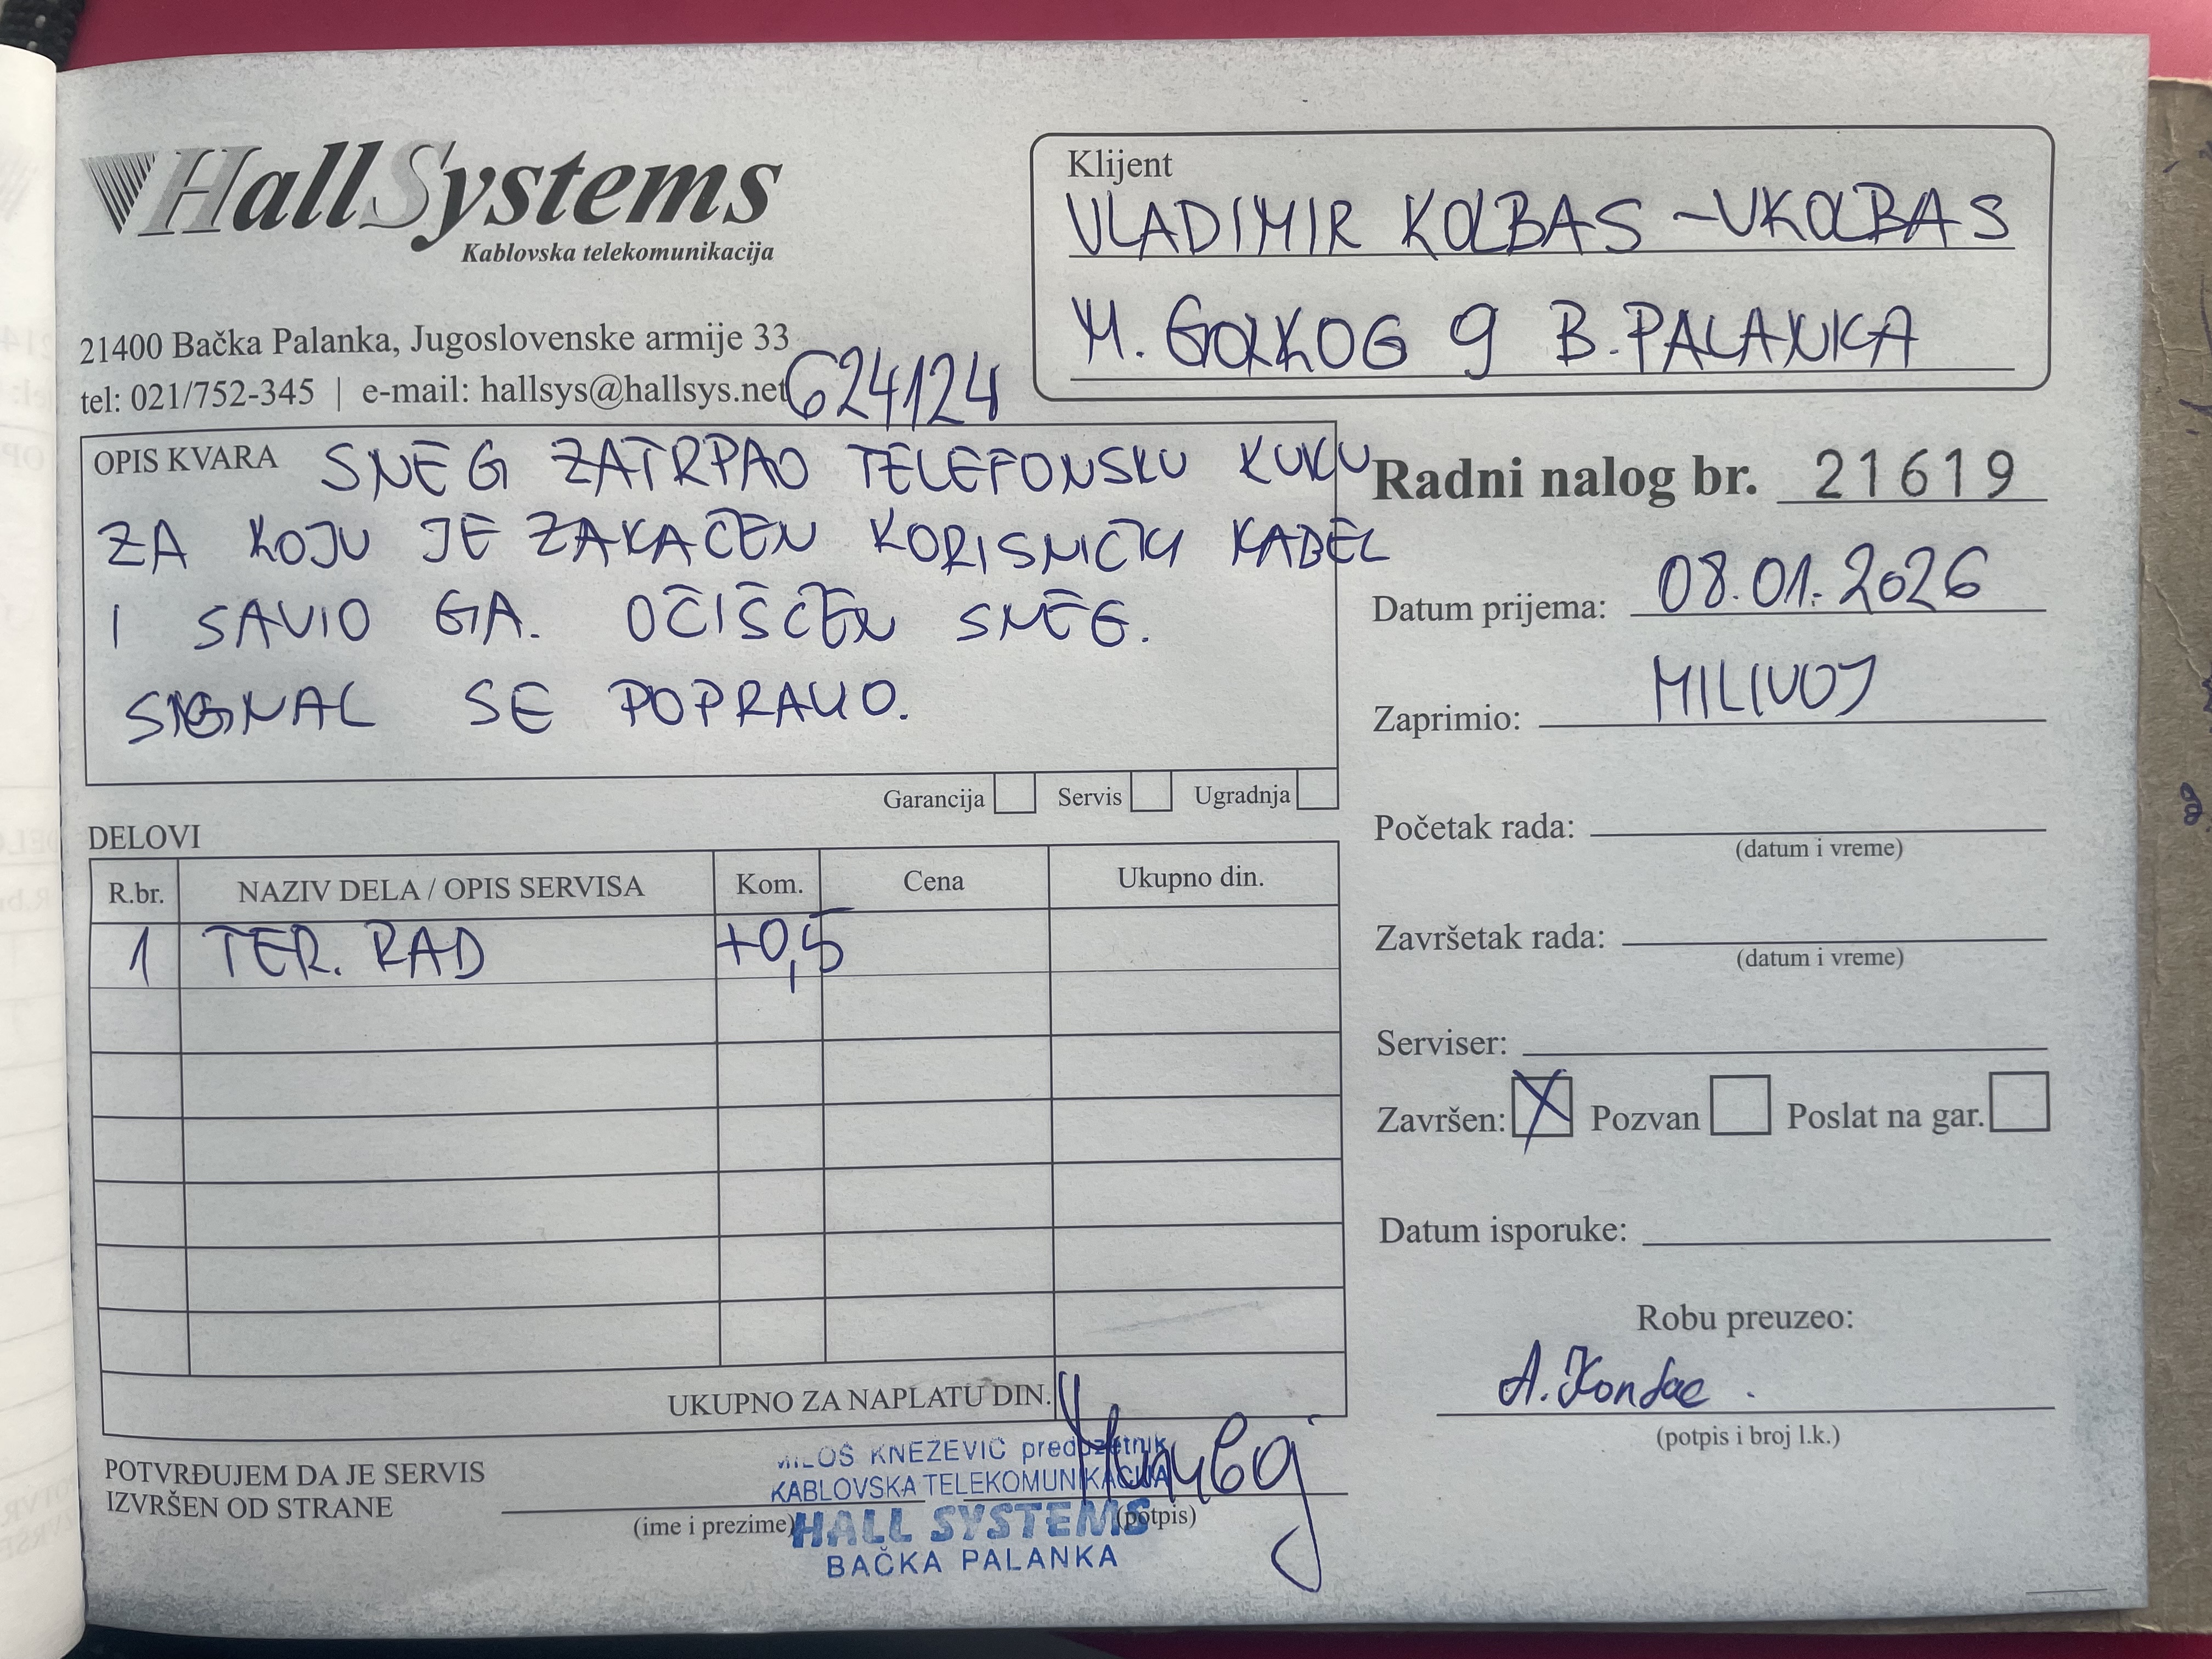 HallSystems
Kablovska telekomunikacija
21400 Bačka Palanka, Jugoslovenske armije 33
tel: 021/752-345 | e-mail: hallsys@hallsys.net
624124
Klijent
VLADIMIR KOLBAS - VKOLBAS
M. GORKOG 9 B. PALANKA
OPIS KVARA SNEG ZATRPAO TELEFONSKU KUKU
ZA KOJU JE ZAKAČEN KORISNIČKI KABEL
I SAVIO GA. OČIŠĆEN SNEG.
SIGNAL SE POPRAVIO.
Garancija Servis Ugradnja
Radni nalog br. 21619
Datum prijema: 08.01.2026
Zaprimio: MILIVOJ
Početak rada:
(datum i vreme)
Završetak rada:
(datum i vreme)
Serviser:
Završen: X Pozvan Poslat na gar.
Datum isporuke:
Robu preuzeo:
(potpis i broj l.k.)
DELOVI
R.br. NAZIV DELA / OPIS SERVISA Kom. Cena Ukupno din.
1 TER. RAD +0,5
UKUPNO ZA NAPLATU DIN.
POTVRĐUJEM DA JE SERVIS
IZVRŠEN OD STRANE
(ime i prezime) (potpis)
MILOŠ KNEŽEVIĆ preduzetnik
KABLOVSKA TELEKOMUNIKACIJA
HALL SYSTEMS
BAČKA PALANKA